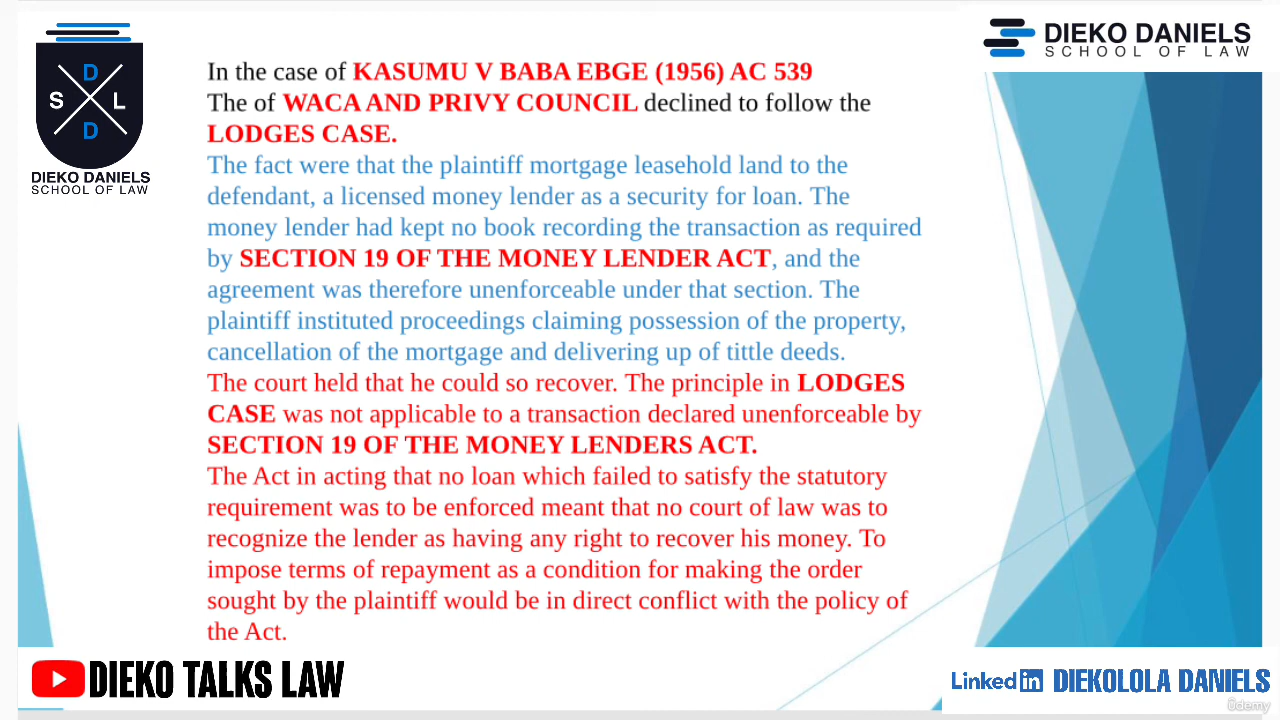 D
S L
D
DIEKO DANIELS
SCHOOL OF LAW
DIEKO DANIELS
SCHOOL OF LAW
In the case of KASUMU V BABA EBGE (1956) AC 539
The of WACA AND PRIVY COUNCIL declined to follow the
LODGES CASE.
The fact were that the plaintiff mortgage leasehold land to the
defendant, a licensed money lender as a security for loan. The
money lender had kept no book recording the transaction as required
by SECTION 19 OF THE MONEY LENDER ACT, and the
agreement was therefore unenforceable under that section. The
plaintiff instituted proceedings claiming possession of the property,
cancellation of the mortgage and delivering up of tittle deeds.
The court held that he could so recover. The principle in LODGES
CASE was not applicable to a transaction declared unenforceable by
SECTION 19 OF THE MONEY LENDERS ACT.
The Act in acting that no loan which failed to satisfy the statutory
requirement was to be enforced meant that no court of law was to
recognize the lender as having any right to recover his money. To
impose terms of repayment as a condition for making the order
sought by the plaintiff would be in direct conflict with the policy of
the Act.
DIEKO TALKS LAW
Linked in DIEKOLOLA DANIELS
ûdemy